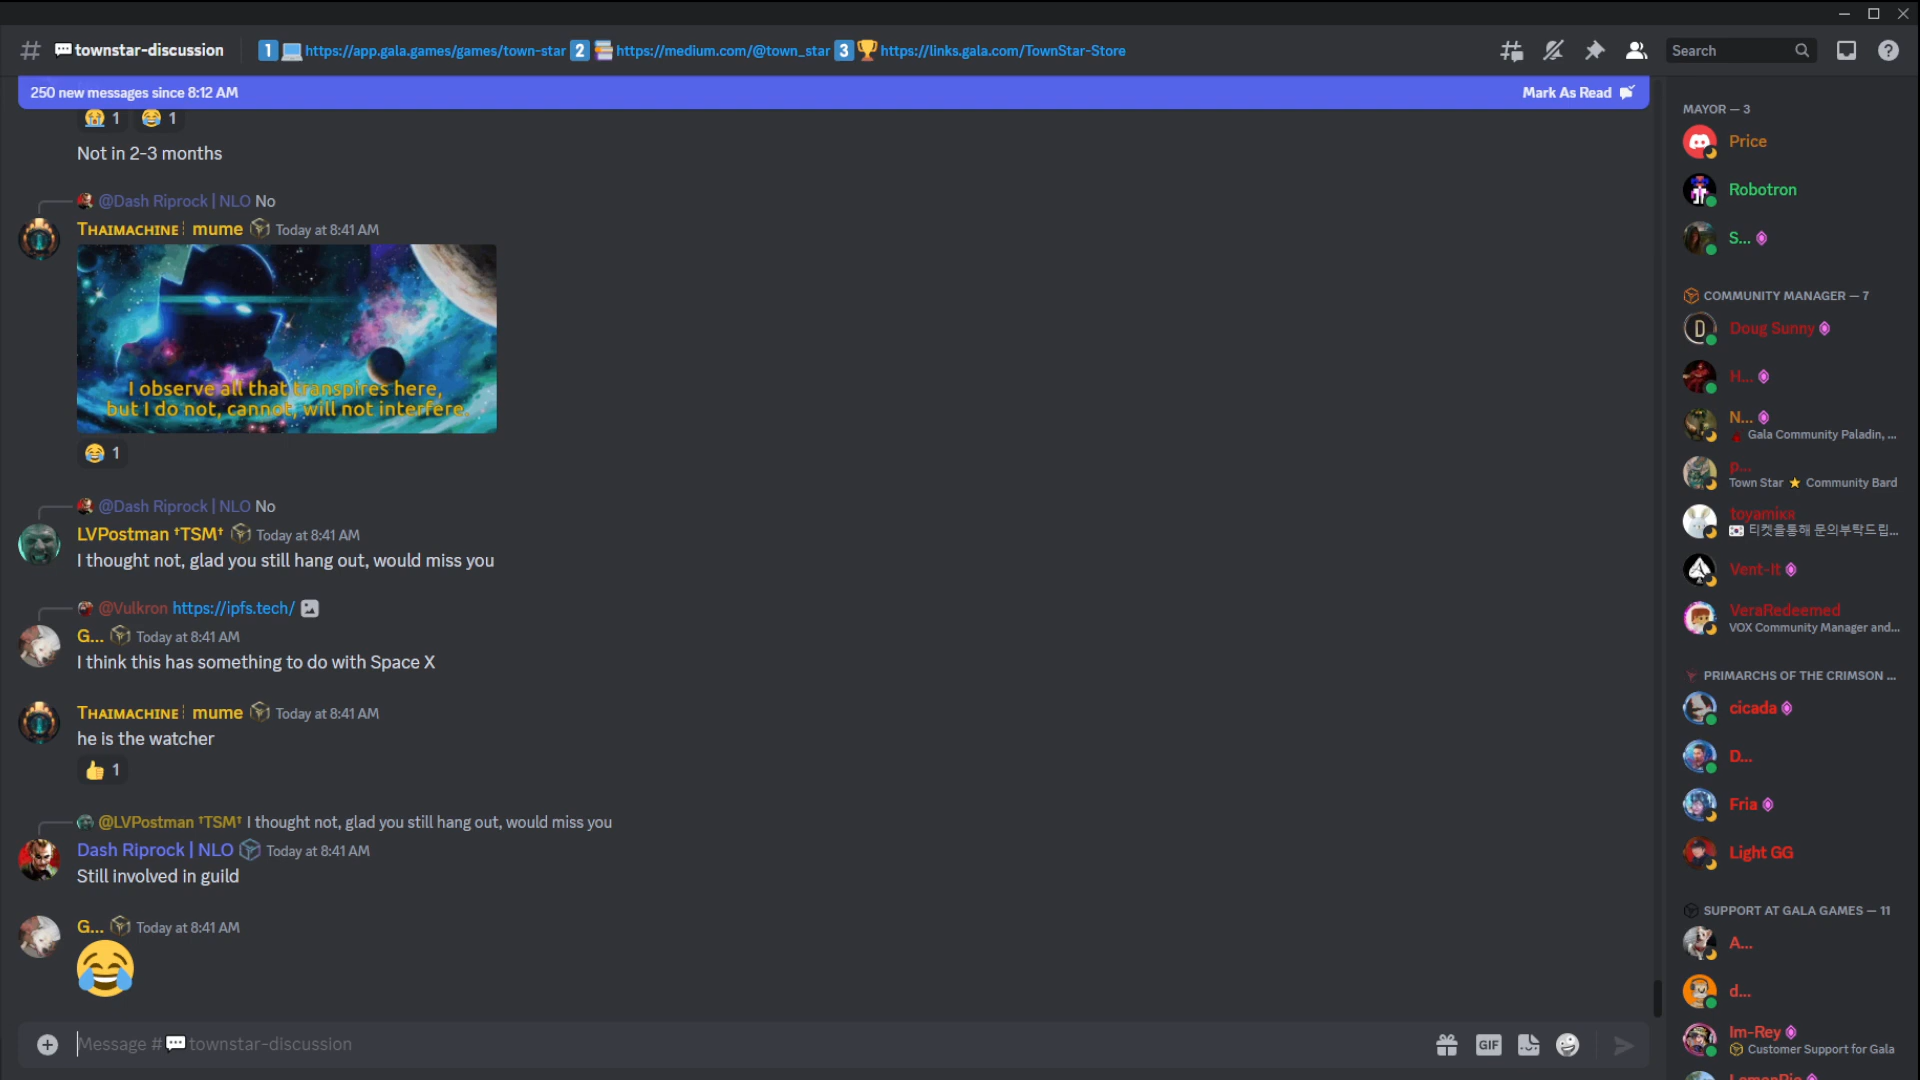 townstar-discussion
1 https://app.gala.games/games/town-star 2 https://medium.com/@town_star 3 https://links.gala.com/TownStar-Store
Search
250 new messages since 8:12 AM
Mark As Read
1 1
Not in 2-3 months
@Dash Riprock | NLO No
Thaimachine┊mume Today at 8:41 AM
I observe all that transpires here,
but I do not, cannot, will not interfere.
1
@Dash Riprock | NLO No
LVPostman †TSM† Today at 8:41 AM
I thought not, glad you still hang out, would miss you
@Vulkron https://ipfs.tech/
G... Today at 8:41 AM
I think this has something to do with Space X
Thaimachine┊mume Today at 8:41 AM
he is the watcher
1
@LVPostman †TSM† I thought not, glad you still hang out, would miss you
Dash Riprock | NLO Today at 8:41 AM
Still involved in guild
G... Today at 8:41 AM
Message # townstar-discussion
GIF
MAYOR — 3
Price
Robotron
S...
COMMUNITY MANAGER — 7
D
Doug Sunny
H...
N...
Gala Community Paladin, ...
p...
Town Star ⭐ Community Bard
toyamikr
티켓을통해 문의부탁드립...
Vent-It
VeraRedeemed
VOX Community Manager and...
PRIMARCHS OF THE CRIMSON ...
cicada
D...
Fria
Light GG
SUPPORT AT GALA GAMES — 11
A...
d...
Im-Rey
Customer Support for Gala